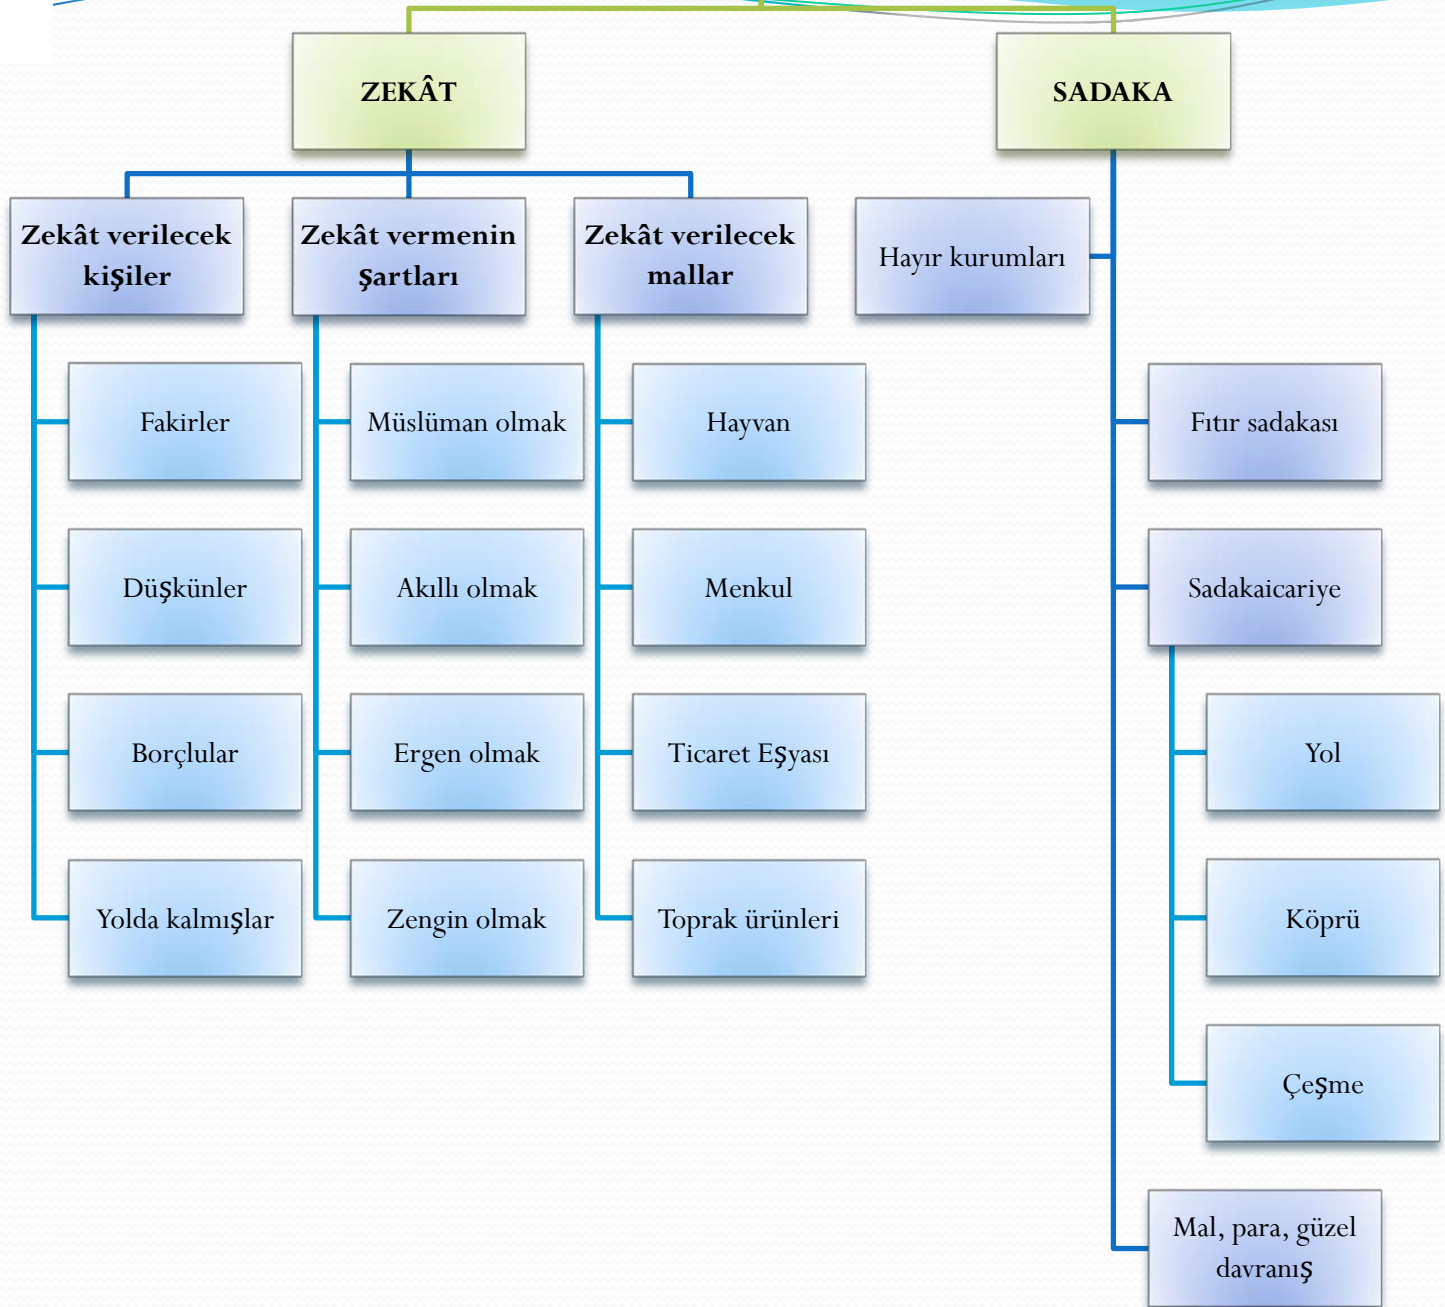 ZEKÂT
SADAKA
Zekât verilecek
kişiler
Zekât vermenin
şartları
Zekât verilecek
mallar
Hayır kurumları
Fakirler
Müslüman olmak
Hayvan
Fıtır sadakası
Düşkünler
Akıllı olmak
Menkul
Sadakaicariye
Borçlular
Ergen olmak
Ticaret Eşyası
Yol
Yolda kalmışlar
Zengin olmak
Toprak ürünleri
Köprü
Çeşme
Mal, para, güzel
davranış